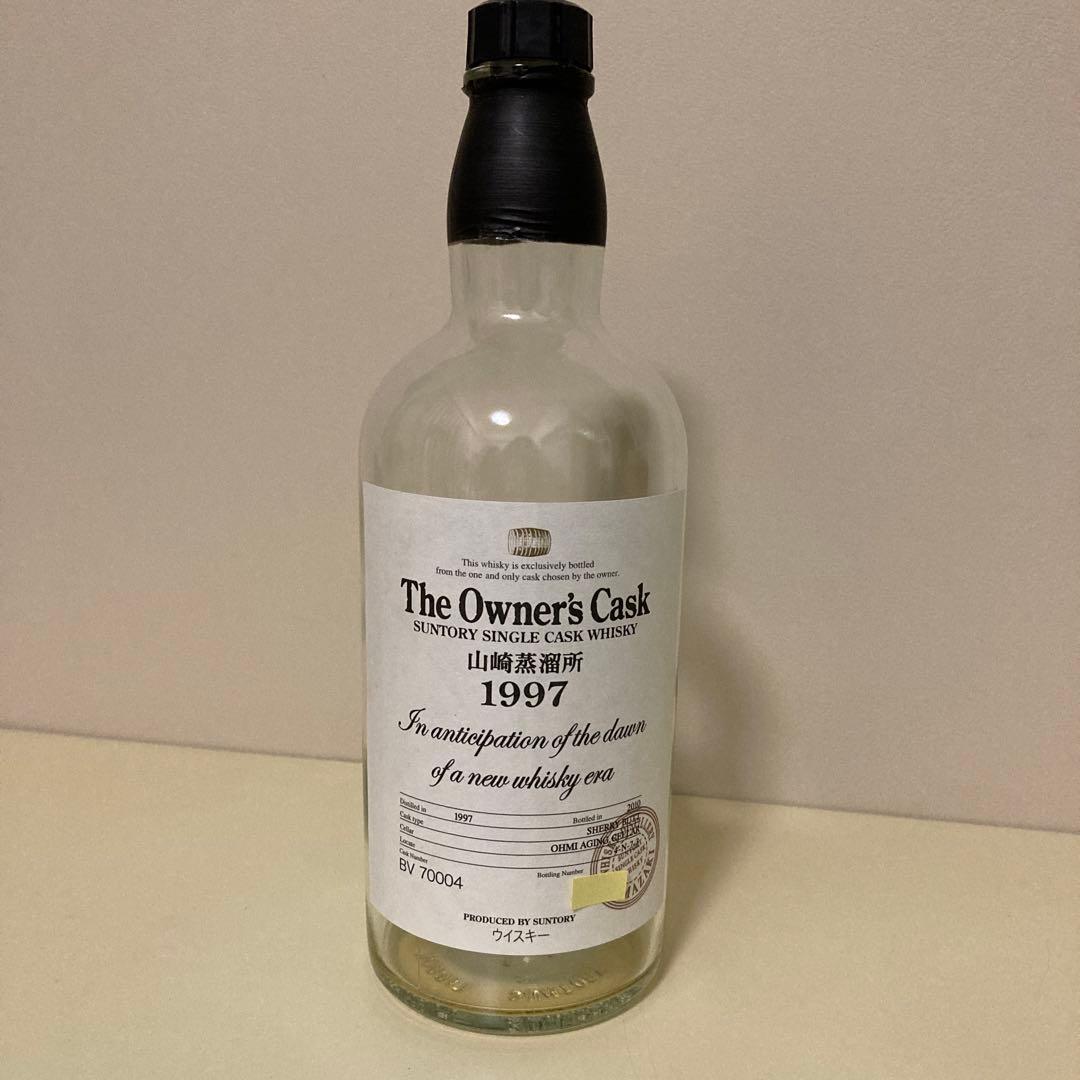 This whisky is exclusively bottled
from the one and only cask chosen by the owner.
The Owner's Cask
SUNTORY SINGLE CASK WHISKY
山崎蒸溜所
1997
In anticipation of the dawn
of a new whisky era
Distilled in 1997 Bottled in 2010
Cask type SHERRY
Cellar OHMI AGING CELLAR
Locate
Cask Number BV 70004 Bottling Number
SINGLE CASK
WHISKY
PRODUCED BY SUNTORY
ウイスキー